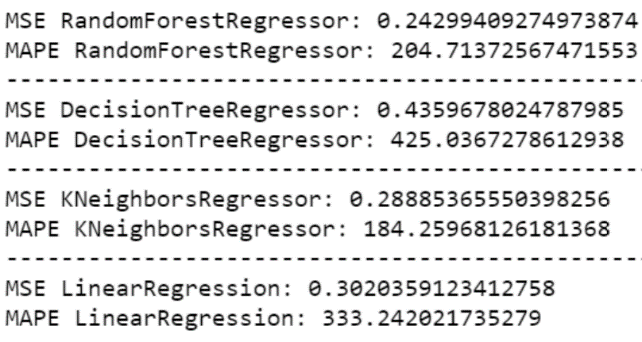 MSE RandomForestRegressor: 0.24299409274973874
MAPE RandomForestRegressor: 204.71372567471553
-----------------------------------------------
MSE DecisionTreeRegressor: 0.4359678024787985
MAPE DecisionTreeRegressor: 425.0367278612938
-----------------------------------------------
MSE KNeighborsRegressor: 0.28885365550398256
MAPE KNeighborsRegressor: 184.25968126181368
-----------------------------------------------
MSE LinearRegression: 0.3020359123412758
MAPE LinearRegression: 333.242021735279